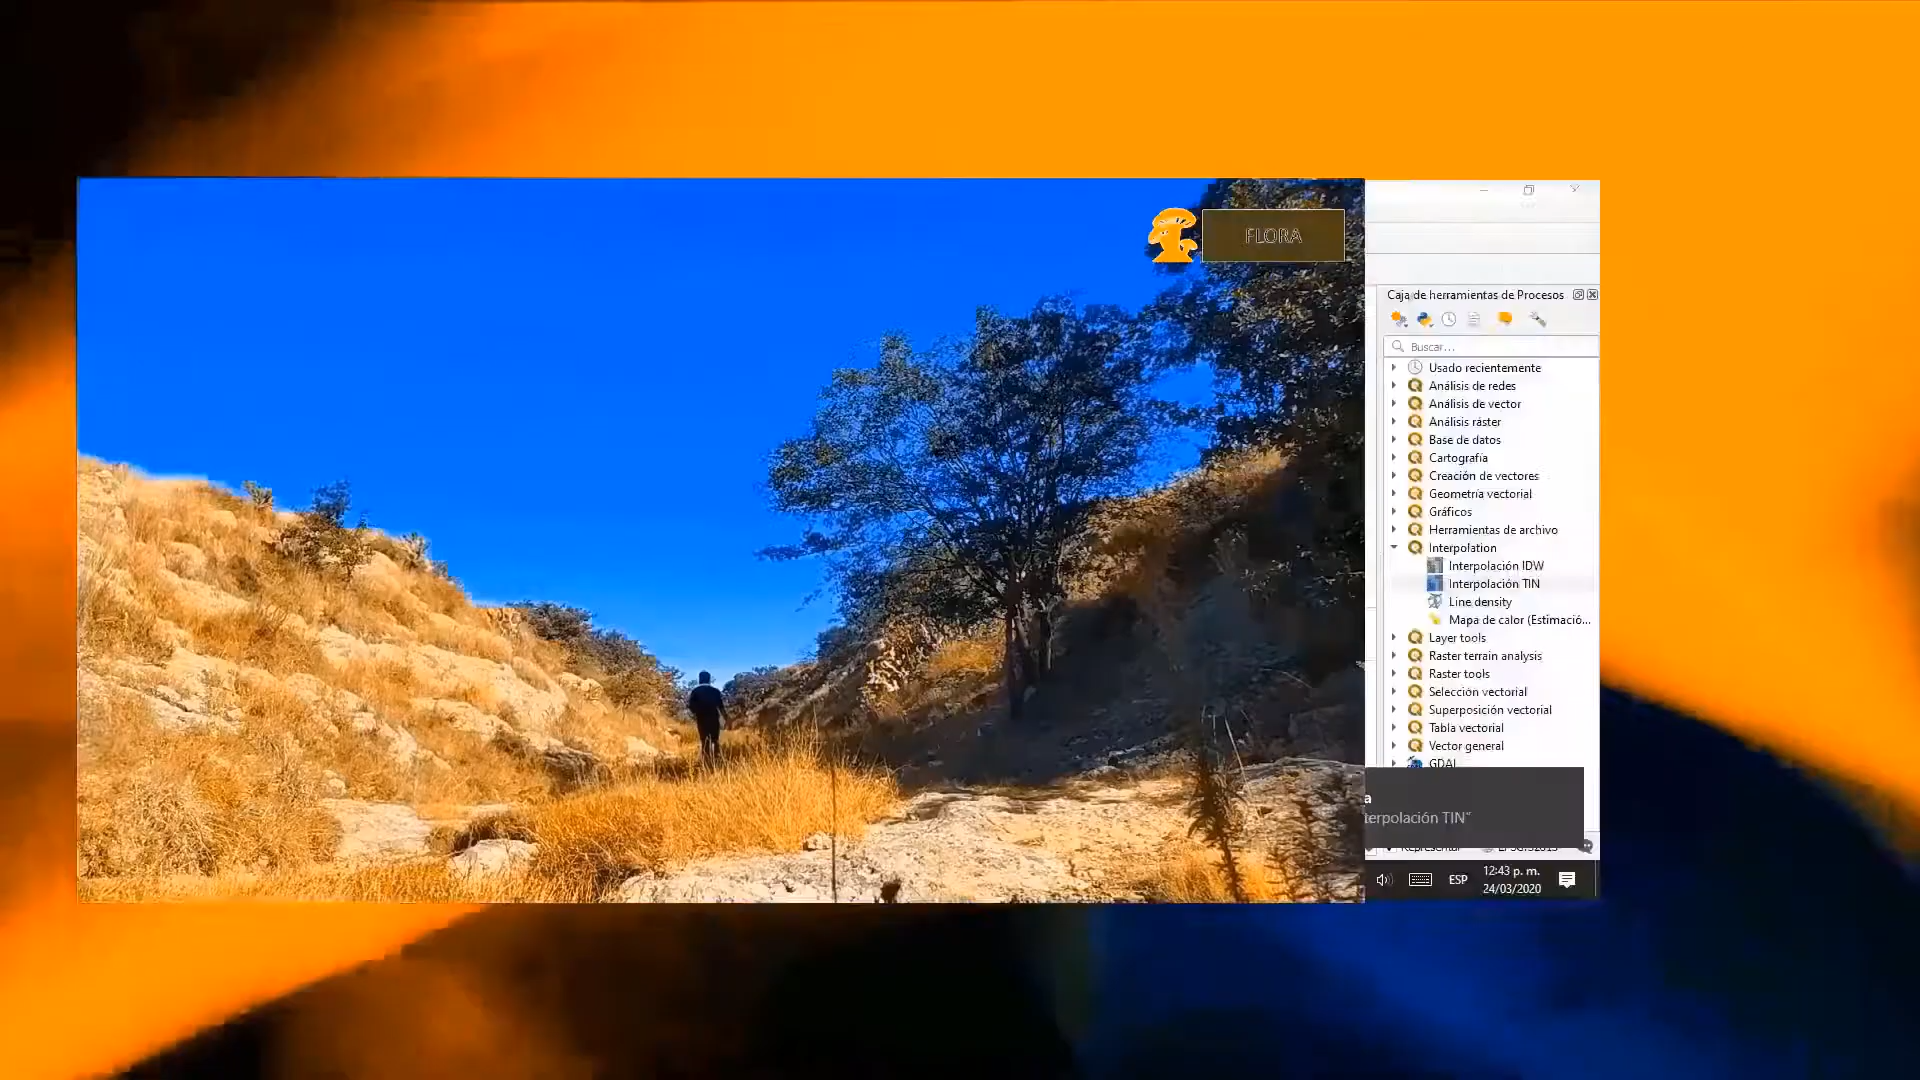 FLORA
Caja de herramientas de Procesos
Buscar...
Usado recientemente
Análisis de redes
Análisis de vector
Análisis ráster
Base de datos
Cartografía
Creación de vectores
Geometría vectorial
Gráficos
Herramientas de archivo
Interpolation
Interpolación IDW
Interpolación TIN
Line density
Mapa de calor (Estimació...
Layer tools
Raster terrain analysis
Raster tools
Selección vectorial
Superposición vectorial
Tabla vectorial
Vector general
GDAL
a
terpolación TIN"
Representar
ESP
12:43 p. m.
24/03/2020